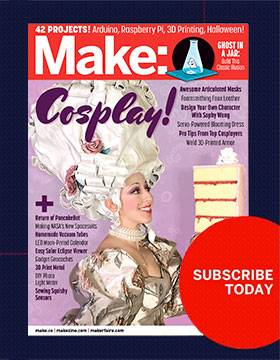 42 PROJECTS! Arduino, Raspberry Pi, 3D Printing, Halloween!
Make:
GHOST IN
A JAR:
Build This
Classic Illusion
Cosplay!
Awesome Articulated Masks
Foamsmithing Faux Leather
Design Your Own Character
With Sophy Wong
Servo-Powered Blooming Dress
Pro Tips From Top Cosplayers
Weld 3D-Printed Armor
+
Return of PancakeBot
Making NASA's New Spacesuits
Homemade Vacuum Tubes
LED Moon-Period Calendar
Easy Solar Eclipse Viewer
Gadget Geocaches
3D Print Metal
DIY Photo
Light Meter
Sewing Squishy
Sensors
make.co | makezine.com | makerfaire.com
SUBSCRIBE
TODAY